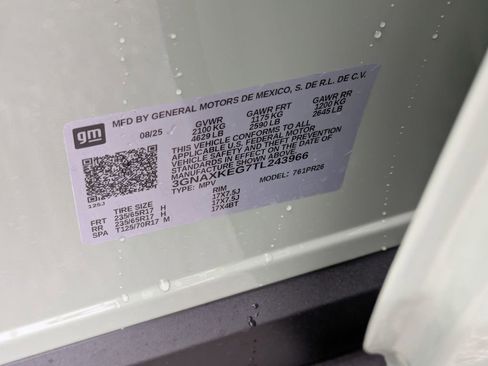 MFD BY GENERAL MOTORS DE MEXICO, S. DE R.L. DE C.V.
gm
08/25 GVWR GAWR FRT GAWR RR
2100 KG 1175 KG 1200 KG
4629 LB 2590 LB 2645 LB
THIS VEHICLE CONFORMS TO ALL
APPLICABLE U.S. FEDERAL MOTOR
VEHICLE SAFETY STANDARDS IN
EFFECT ON THE DATE OF
MANUFACTURE SHOWN ABOVE.
3GNAXKEG7TL243966
TYPE: MPV MODEL: 761PR26
125J
TIRE SIZE RIM
FRT 235/65R17 H 17X7.5J
RR 235/65R17 H 17X7.5J
SPA T125/70R17 M 17X4BT